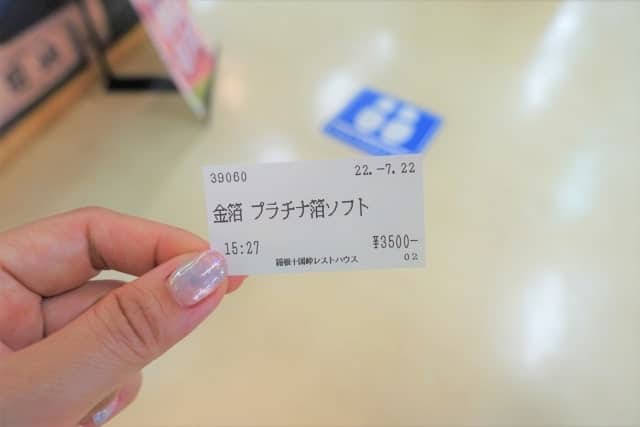 39060 22.-7.22
金箔 プラチナ箔ソフト
15:27 ¥3500-
箱根十国峠レストハウス 02